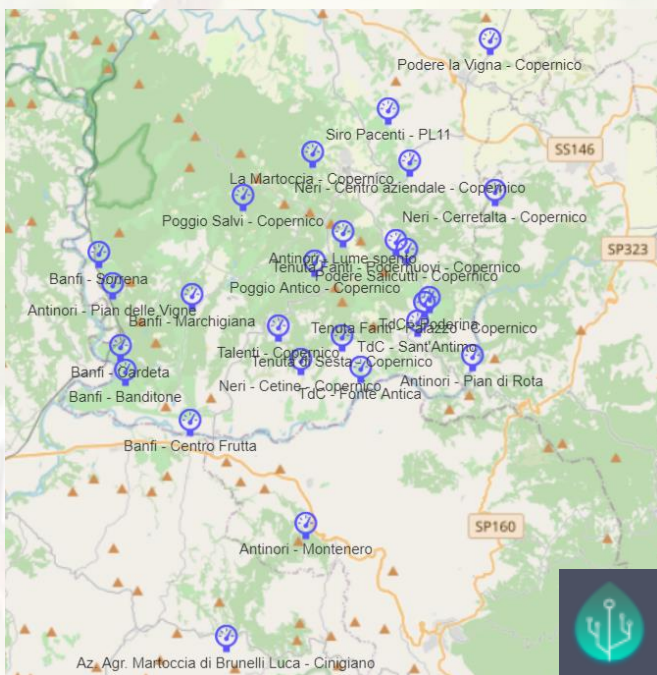 Podere la Vigna - Copernico
Siro Pacenti - PL11
SS146
La Martoccia - Copernico
Neri - Centro aziendale - Copernico
Poggio Salvi - Copernico
Neri - Cerretalta - Copernico
SP323
Antinori - Lume spento
Tenuta Fanti - Podernuovi - Copernico
Podere Salicutti - Copernico
Banfi - Sorrena
Poggio Antico - Copernico
Antinori - Pian delle Vigne
Banfi - Marchigiana
TdC - Poderina
Tenuta Fanti - Palazzo - Copernico
TdC - Sant'Antimo
Talenti - Copernico
Tenuta di Sesta - Copernico
Banfi - Gardeta
Antinori - Pian di Rota
Neri - Cetine - Copernico
TdC - Fonte Antica
Banfi - Banditone
Banfi - Centro Frutta
SP160
Antinori - Montenero
Az. Agr. Martoccia di Brunelli Luca - Cinigiano